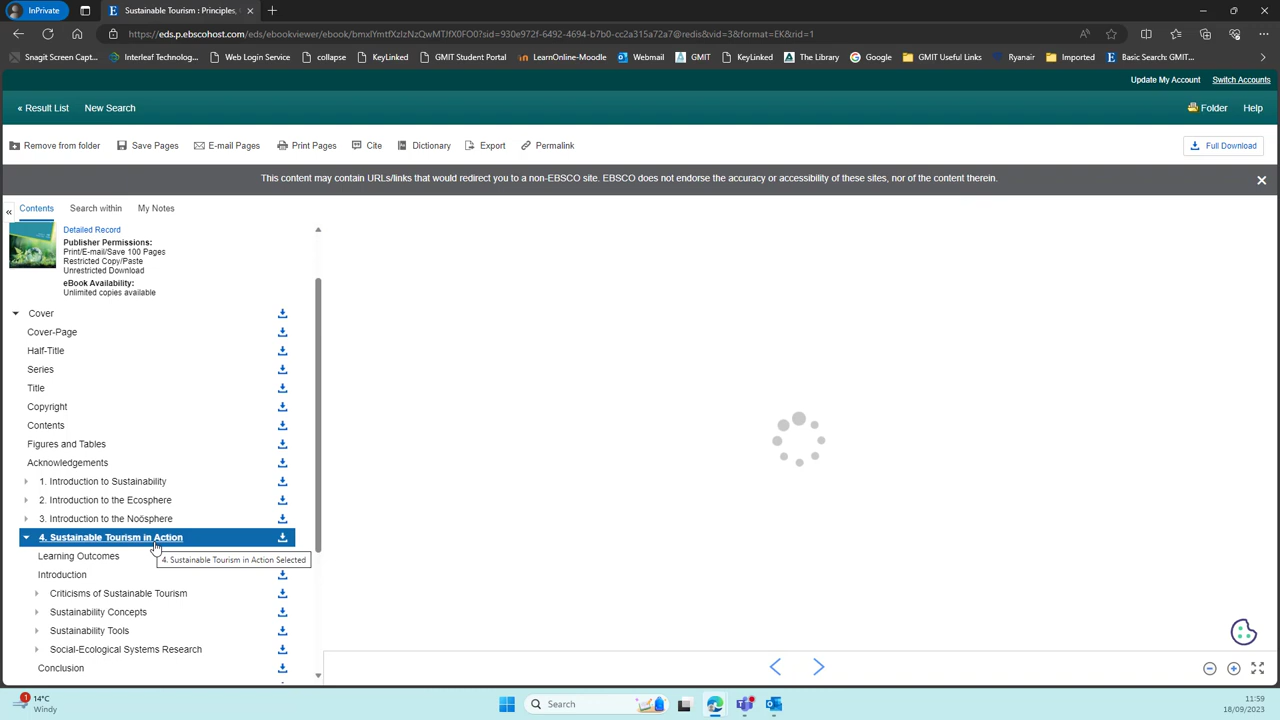 InPrivate
Sustainable Tourism : Principles,
https://eds.p.ebscohost.com/eds/ebookviewer/ebook/bmxlYmtfXzIzNzQwMTJfX0FO0?sid=930e972f-6492-4694-b7b0-cc2a315a72a7@redis&vid=3&format=EK&rid=1
Snagit Screen Capt...
Interleaf Technolog...
Web Login Service
collapse
KeyLinked
GMIT Student Portal
LearnOnline-Moodle
Webmail
GMIT
KeyLinked
The Library
Google
GMIT Useful Links
Ryanair
Imported
Basic Search: GMIT...
Update My Account
Switch Accounts
« Result List
New Search
Folder
Help
Remove from folder
Save Pages
E-mail Pages
Print Pages
Cite
Dictionary
Export
Permalink
Full Download
This content may contain URLs/links that would redirect you to a non-EBSCO site. EBSCO does not endorse the accuracy or accessibility of these sites, nor of the content therein.
«
Contents
Search within
My Notes
Detailed Record
Publisher Permissions:
Print/E-mail/Save 100 Pages
Restricted Copy/Paste
Unrestricted Download
eBook Availability:
Unlimited copies available
Cover
Cover-Page
Half-Title
Series
Title
Copyright
Contents
Figures and Tables
Acknowledgements
1. Introduction to Sustainability
2. Introduction to the Ecosphere
3. Introduction to the Noösphere
4. Sustainable Tourism in Action
Learning Outcomes
4. Sustainable Tourism in Action Selected
Introduction
Criticisms of Sustainable Tourism
Sustainability Concepts
Sustainability Tools
Social-Ecological Systems Research
Conclusion
1
14°C
Windy
Search
11:59
18/09/2023